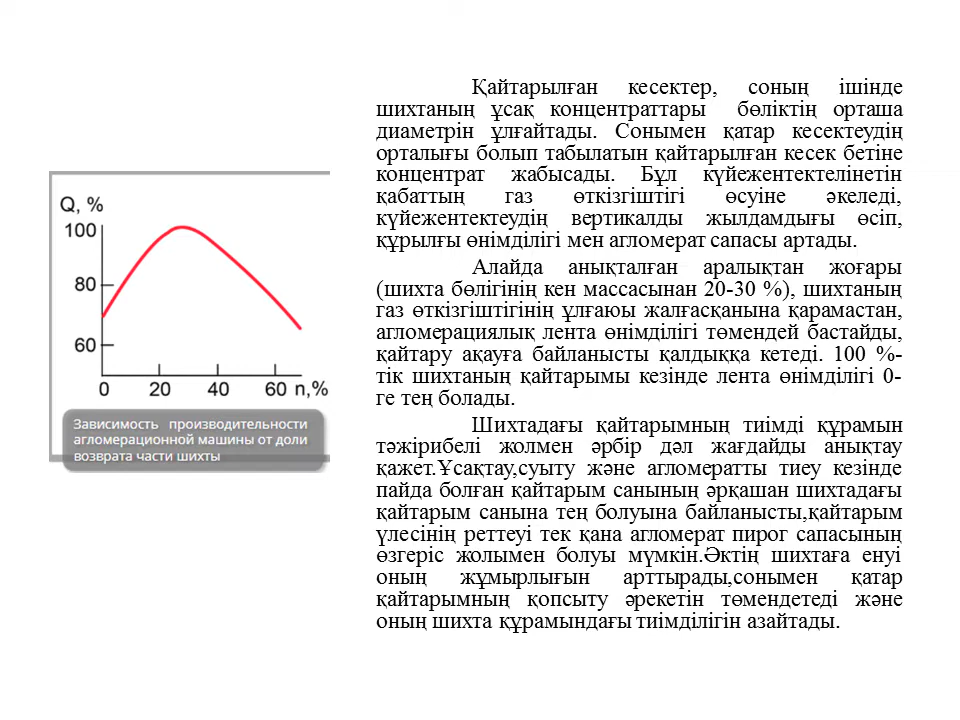 Q, %
100
80
60
0 20 40 60 n,%
Зависимость производительности
агломерационной машины от доли
возврата части шихты
Қайтарылған кесектер, соның ішінде
шихтаның ұсақ концентраттары бөліктің орташа
диаметрін ұлғайтады. Сонымен қатар кесектеудің
орталығы болып табылатын қайтарылған кесек бетіне
концентрат жабысады. Бұл күйежентектелінетін
қабаттың газ өткізгіштігі өсуіне әкеледі,
күйежентектеудің вертикалды жылдамдығы өсіп,
құрылғы өнімділігі мен агломерат сапасы артады.
Алайда анықталған аралықтан жоғары
(шихта бөлігінің кен массасынан 20-30 %), шихтаның
газ өткізгіштігінің ұлғаюы жалғасқанына қарамастан,
агломерациялық лента өнімділігі төмендей бастайды,
қайтару ақауға байланысты қалдыққа кетеді. 100 %-
тік шихтаның қайтарымы кезінде лента өнімділігі 0-
ге тең болады.
Шихтадағы қайтарымның тиімді құрамын
тәжірибелі жолмен әрбір дәл жағдайды анықтау
қажет.Ұсақтау,суыту және агломератты тиеу кезінде
пайда болған қайтарым санының әрқашан шихтадағы
қайтарым санына тең болуына байланысты,қайтарым
үлесінің реттеуі тек қана агломерат пирог сапасының
өзгеріс жолымен болуы мүмкін.Әктің шихтаға енуі
оның жұмырлығын арттырады,сонымен қатар
қайтарымның қопсыту әрекетін төмендетеді және
оның шихта құрамындағы тиімділігін азайтады.